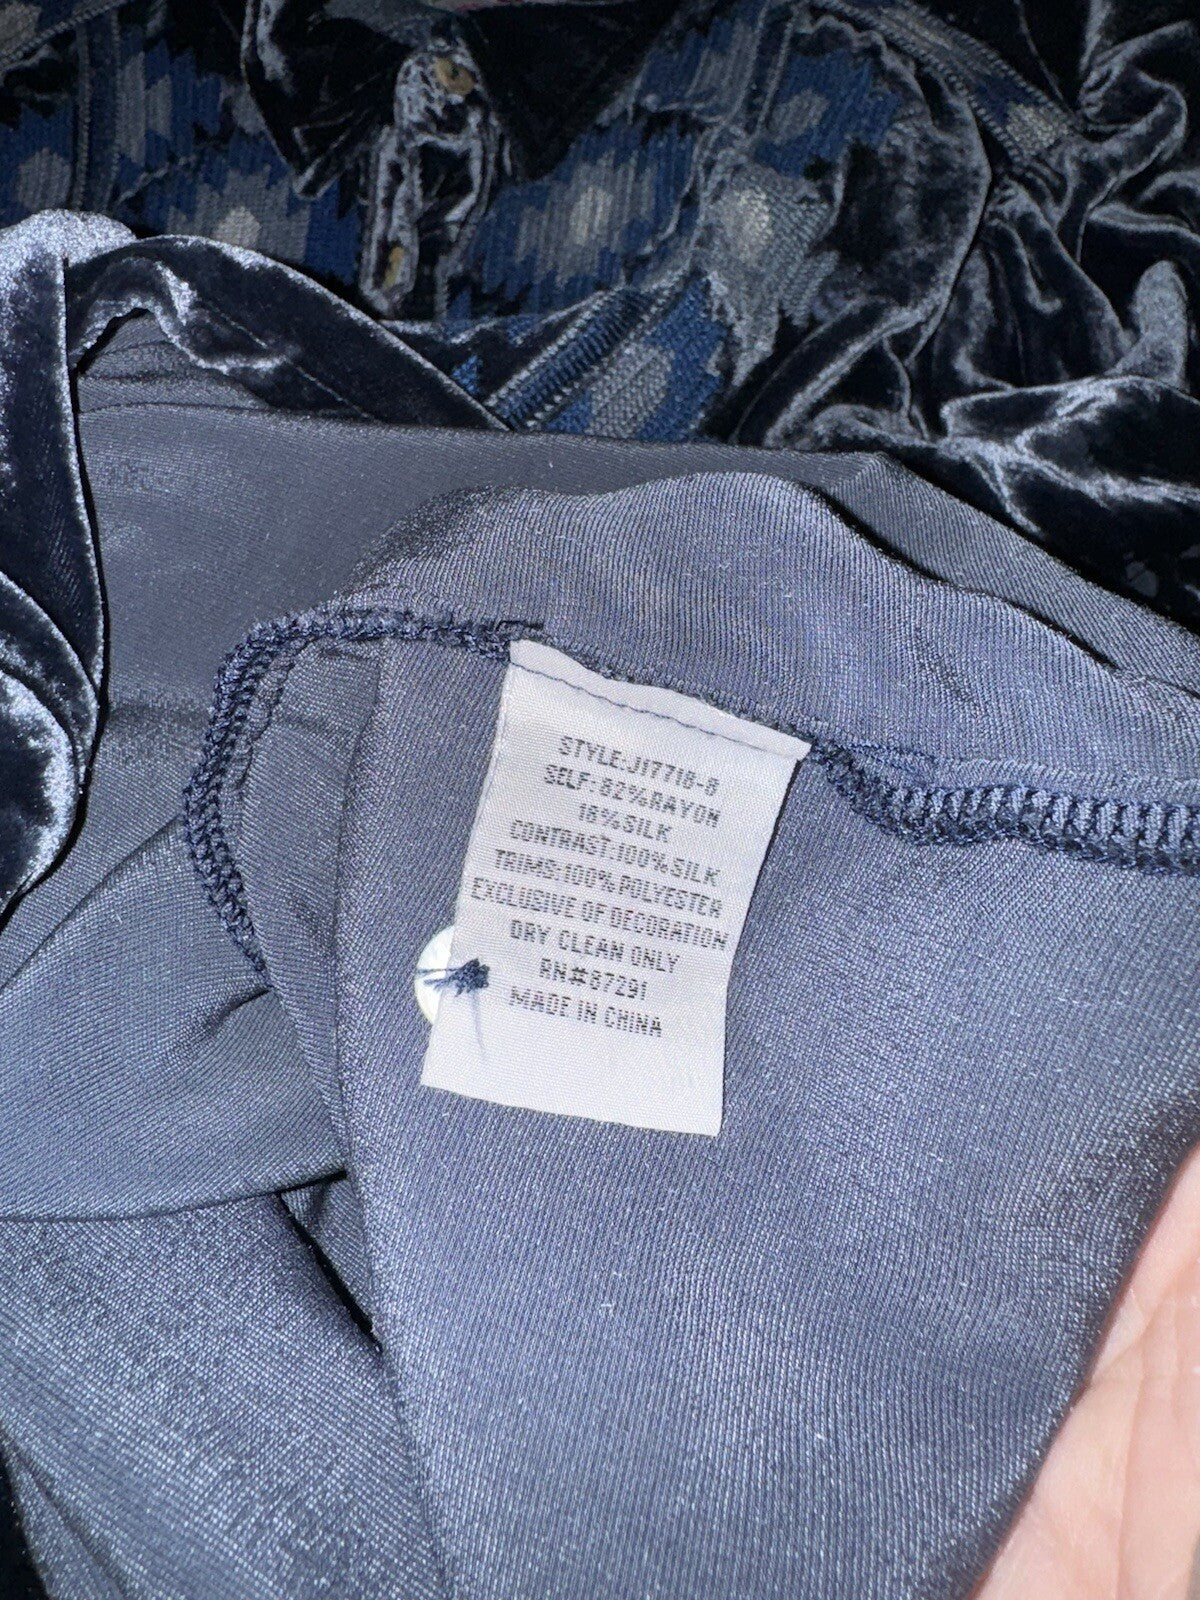 STYLE:J17718-8
SELF:82%RAYON
18%SILK
CONTRAST:100%SILK
TRIMS:100%POLYESTER
EXCLUSIVE OF DECORATION
DRY CLEAN ONLY
RN#87291
MADE IN CHINA